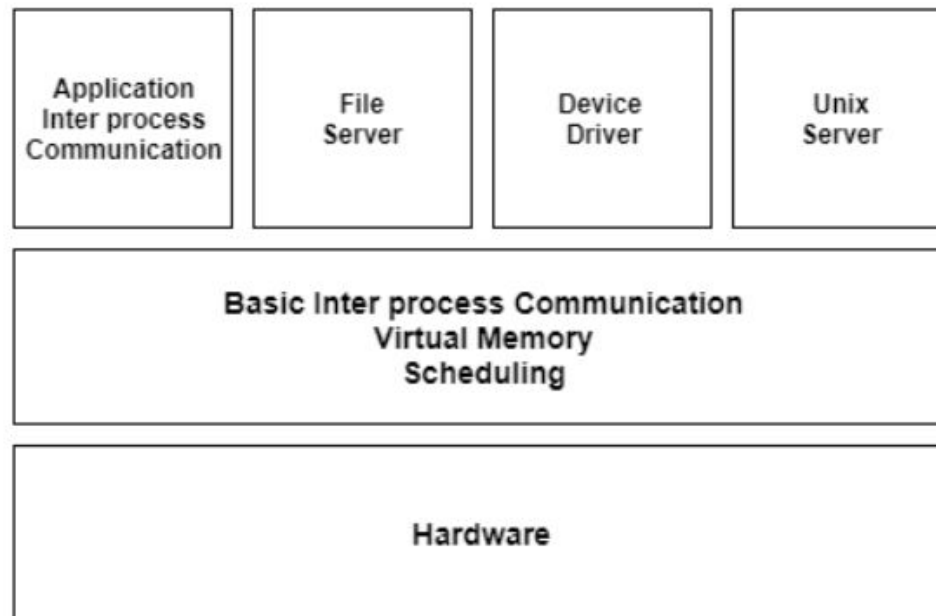 Application
Inter process
Communication
File
Server
Device
Driver
Unix
Server
Basic Inter process Communication
Virtual Memory
Scheduling
Hardware